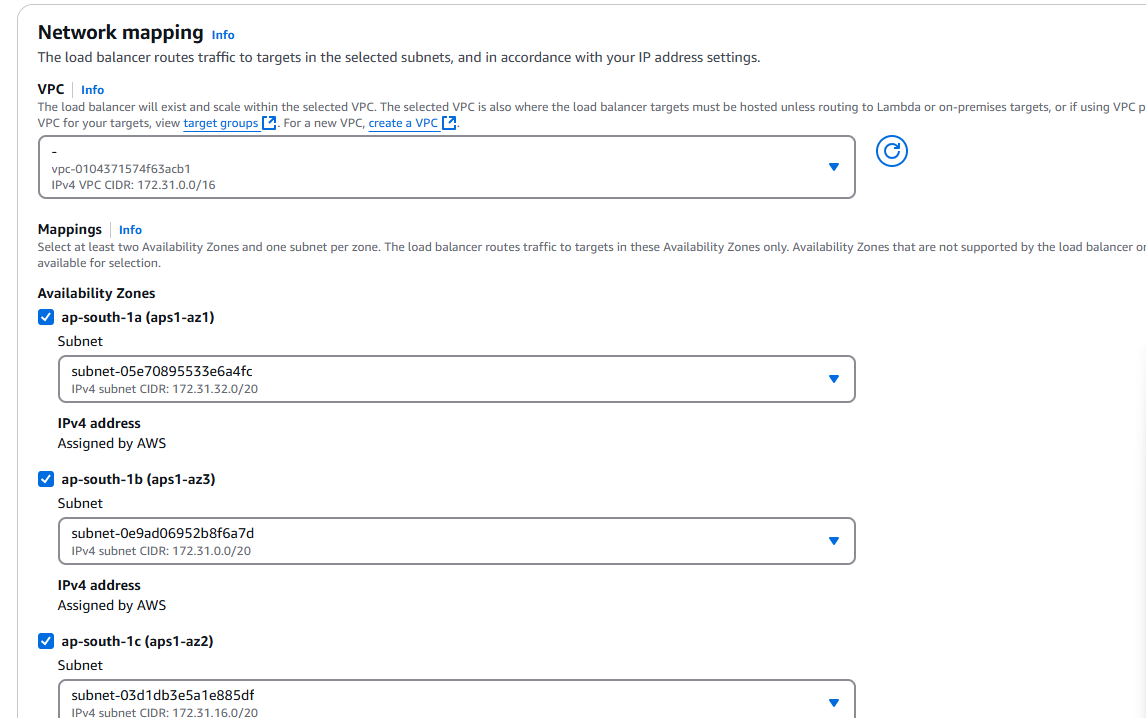 Network mapping Info
The load balancer routes traffic to targets in the selected subnets, and in accordance with your IP address settings.
VPC Info
The load balancer will exist and scale within the selected VPC. The selected VPC is also where the load balancer targets must be hosted unless routing to Lambda or on-premises targets, or if using VPC p
VPC for your targets, view target groups. For a new VPC, create a VPC.
-
vpc-0104371574f63acb1
IPv4 VPC CIDR: 172.31.0.0/16
Mappings Info
Select at least two Availability Zones and one subnet per zone. The load balancer routes traffic to targets in these Availability Zones only. Availability Zones that are not supported by the load balancer or
available for selection.
Availability Zones
ap-south-1a (aps1-az1)
Subnet
subnet-05e70895533e6a4fc
IPv4 subnet CIDR: 172.31.32.0/20
IPv4 address
Assigned by AWS
ap-south-1b (aps1-az3)
Subnet
subnet-0e9ad06952b8f6a7d
IPv4 subnet CIDR: 172.31.0.0/20
IPv4 address
Assigned by AWS
ap-south-1c (aps1-az2)
Subnet
subnet-03d1db3e5a1e885df
IPv4 subnet CIDR: 172.31.16.0/20